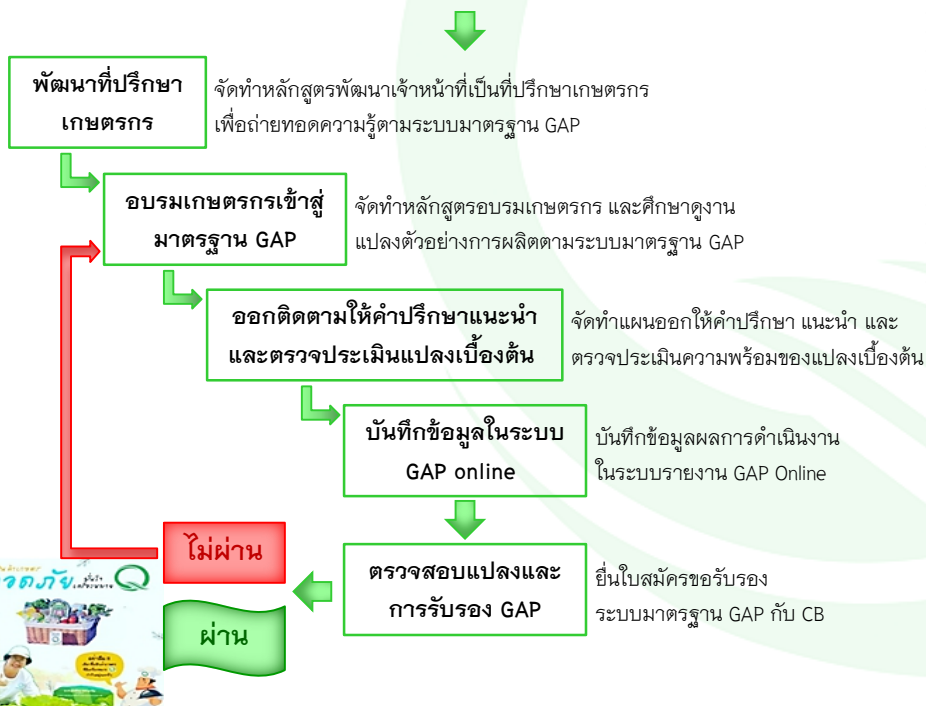 พัฒนาที่ปรึกษา
เกษตรกร
จัดทำหลักสูตรพัฒนาเจ้าหน้าที่เป็นที่ปรึกษาเกษตรกร
เพื่อถ่ายทอดความรู้ตามระบบมาตรฐาน GAP
อบรมเกษตรกรเข้าสู่
มาตรฐาน GAP
จัดทำหลักสูตรอบรมเกษตรกร และศึกษาดูงาน
แปลงตัวอย่างการผลิตตามระบบมาตรฐาน GAP
ออกติดตามให้คำปรึกษาแนะนำ
และตรวจประเมินแปลงเบื้องต้น
จัดทำแผนออกให้คำปรึกษา แนะนำ และ
ตรวจประเมินความพร้อมของแปลงเบื้องต้น
บันทึกข้อมูลในระบบ
GAP online
บันทึกข้อมูลผลการดำเนินงาน
ในระบบรายงาน GAP Online
ไม่ผ่าน
ผ่าน
ตรวจสอบแปลงและ
การรับรอง GAP
ยื่นใบสมัครขอรับรอง
ระบบมาตรฐาน GAP กับ CB
Q